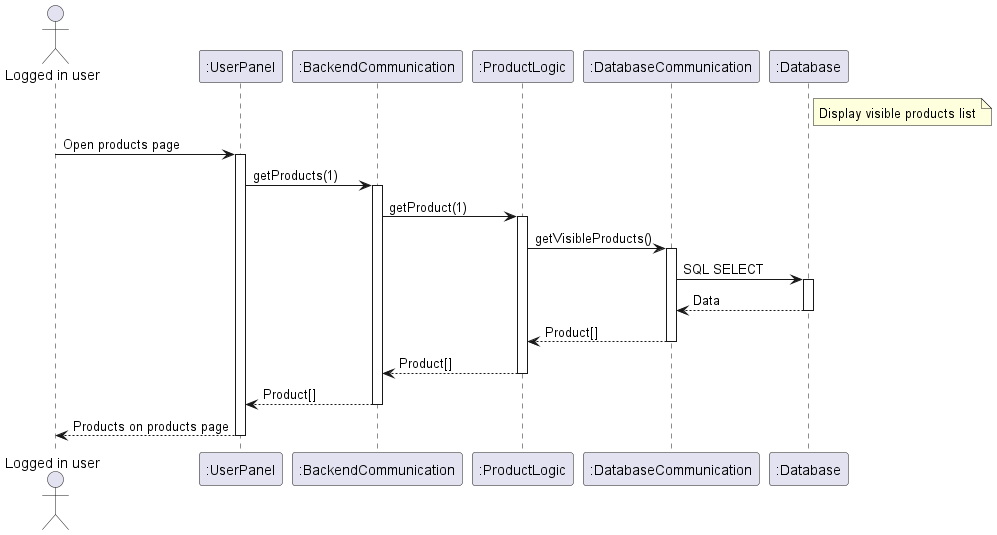 Logged in user
:UserPanel
:BackendCommunication
:ProductLogic
:DatabaseCommunication
:Database
Display visible products list
Open products page
getProducts(1)
getProduct(1)
getVisibleProducts()
SQL SELECT
Data
Product[]
Product[]
Product[]
Products on products page
Logged in user
:UserPanel
:BackendCommunication
:ProductLogic
:DatabaseCommunication
:Database